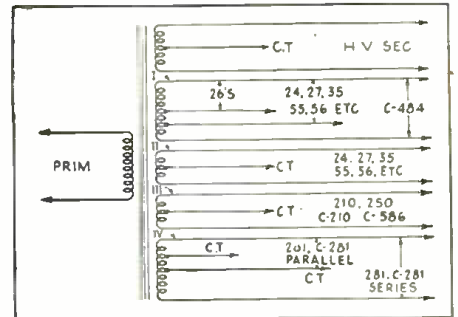 C.T H V SEC
I
26'S 24, 27, 35
55, 56 ETC C-484
II
PRIM CT 24, 27, 35
55, 56, ETC
III
CT 210, 250
C-210 C-586
IV
C.T 281, C-281
PARALLEL
CT 281, C-281
SERIES